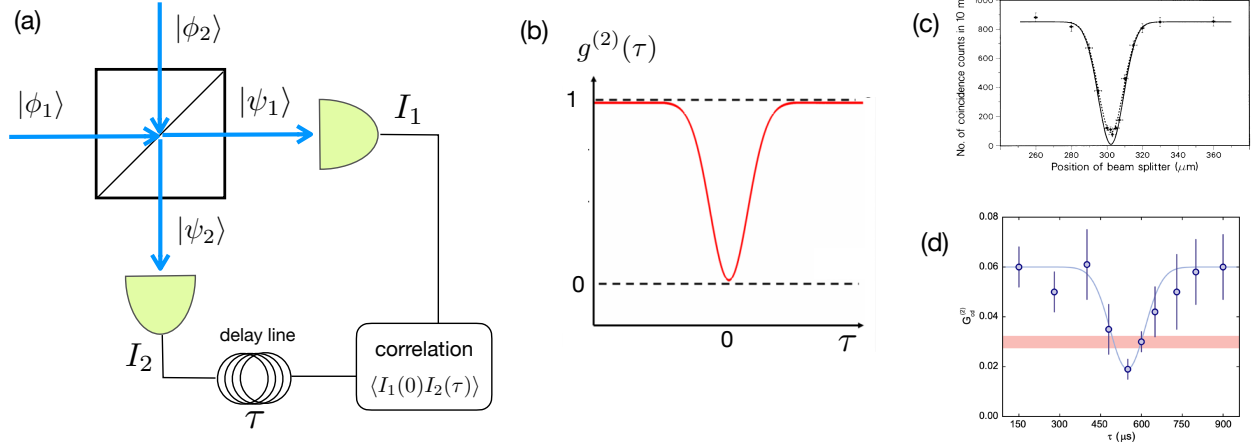 (a)
|ϕ₂⟩
|ϕ₁⟩
|ψ₁⟩
I₁
|ψ₂⟩
I₂
delay line
τ
correlation
⟨I₁(0)I₂(τ)⟩
(b)
g⁽²⁾(τ)
1
0
0
τ
(c)
No. of coincidence counts in 10 m
1000
800
600
400
200
0
260
280
300
320
340
360
Position of beam splitter (μm)
(d)
G⁽²⁾cd
0.08
0.06
0.04
0.02
0.00
150
300
450
600
750
900
τ (μs)